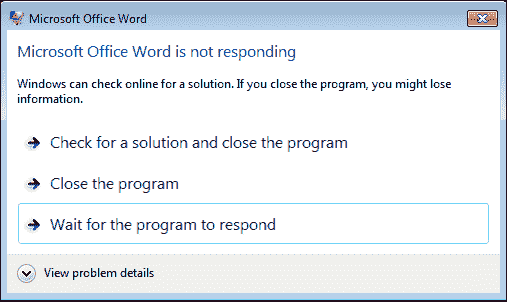 Microsoft Office Word
Microsoft Office Word is not responding
Windows can check online for a solution. If you close the program, you might lose
information.
Check for a solution and close the program
Close the program
Wait for the program to respond
View problem details